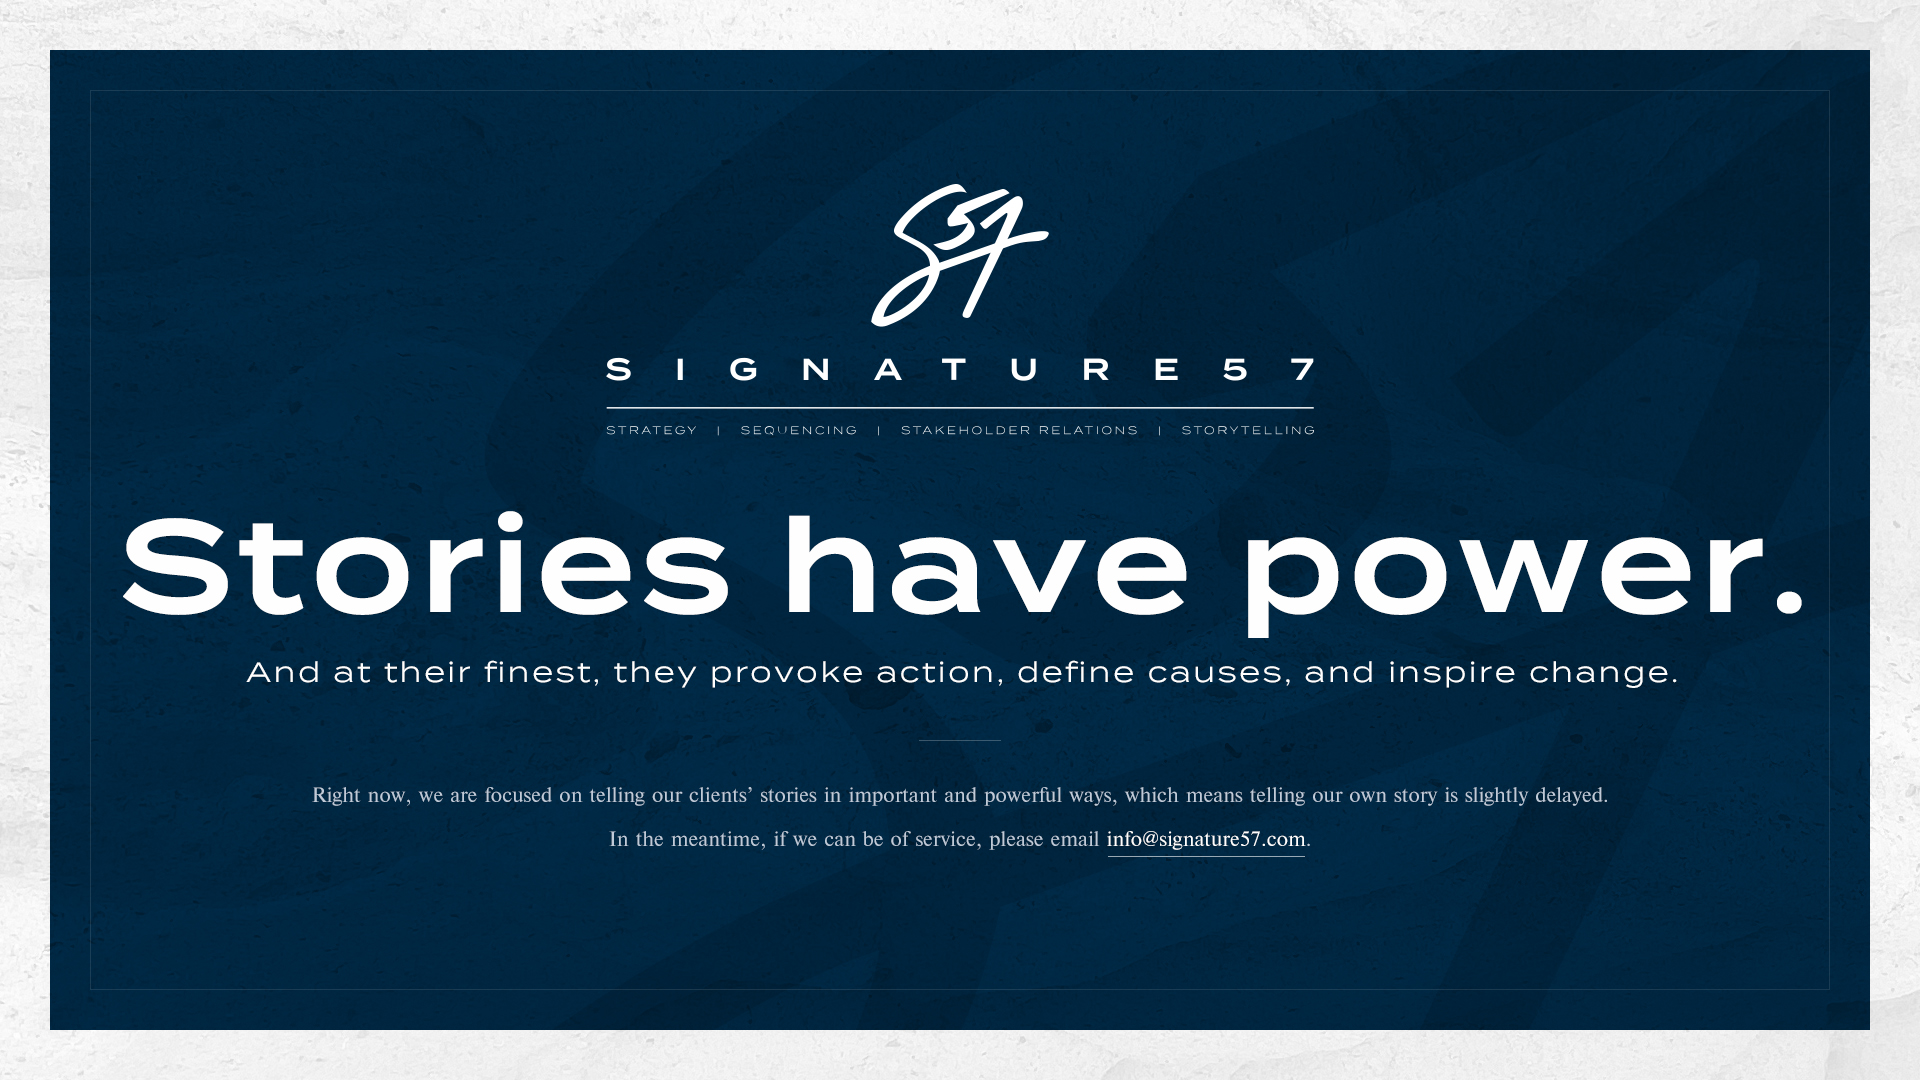 S57
SIGNATURE57
STRATEGY | SEQUENCING | STAKEHOLDER RELATIONS | STORYTELLING
Stories have power.
And at their finest, they provoke action, define causes, and inspire change.
Right now, we are focused on telling our clients’ stories in important and powerful ways, which means telling our own story is slightly delayed.
In the meantime, if we can be of service, please email info@signature57.com.